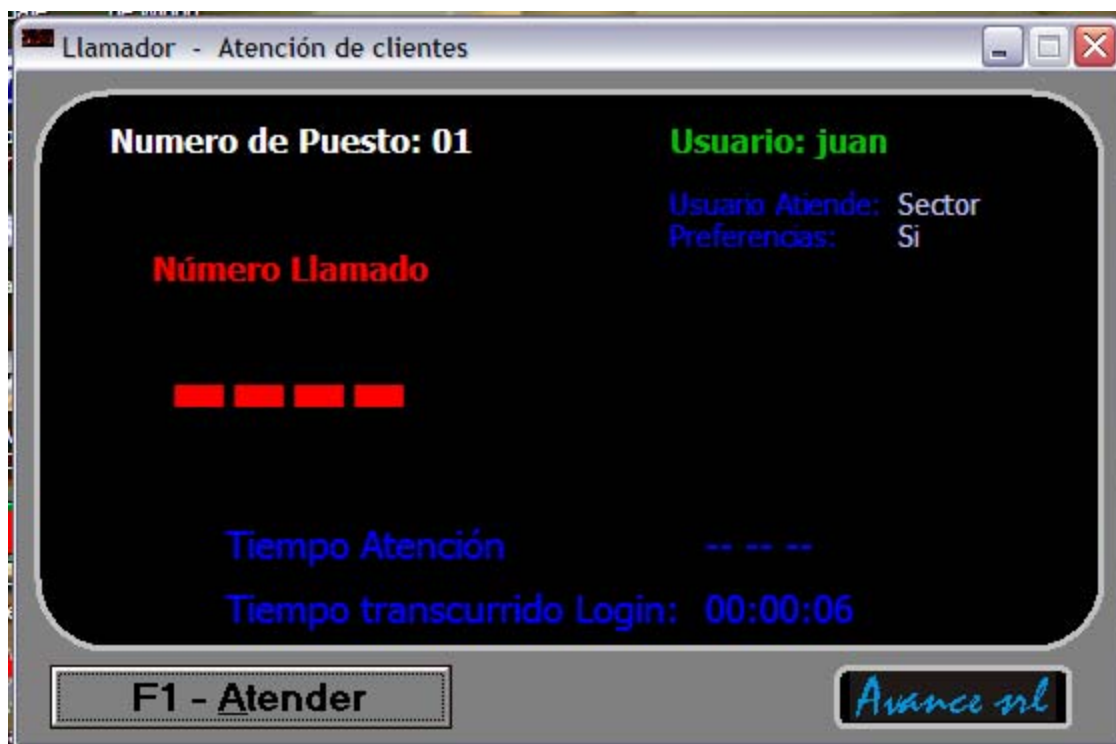 Llamador - Atención de clientes
Numero de Puesto: 01
Usuario: juan
Usuario Atiende: Sector
Preferencias: Si
Número Llamado
- - - -
Tiempo Atención -- -- --
Tiempo transcurrido Login: 00:00:06
F1 - Atender
Avance srl